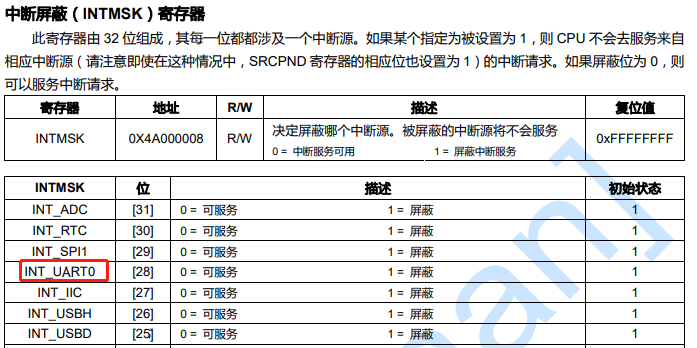 中断屏蔽（INTMSK）寄存器
此寄存器由 32 位组成，其每一位都都涉及一个中断源。如果某个指定为被设置为 1，则 CPU 不会去服务来自
相应中断源（请注意即使在这种情况中，SRCPND 寄存器的相应位也设置为 1）的中断请求。如果屏蔽位为 0，则
可以服务中断请求。
寄存器 地址 R/W 描述 复位值
INTMSK 0X4A000008 R/W 决定屏蔽哪个中断源。被屏蔽的中断源将不会服务 0xFFFFFFFF
0 = 中断服务可用 1 = 屏蔽中断服务
INTMSK 位 描述 初始状态
INT_ADC [31] 0 = 可服务 1 = 屏蔽 1
INT_RTC [30] 0 = 可服务 1 = 屏蔽 1
INT_SPI1 [29] 0 = 可服务 1 = 屏蔽 1
INT_UART0 [28] 0 = 可服务 1 = 屏蔽 1
INT_IIC [27] 0 = 可服务 1 = 屏蔽 1
INT_USBH [26] 0 = 可服务 1 = 屏蔽 1
INT_USBD [25] 0 = 可服务 1 = 屏蔽 1